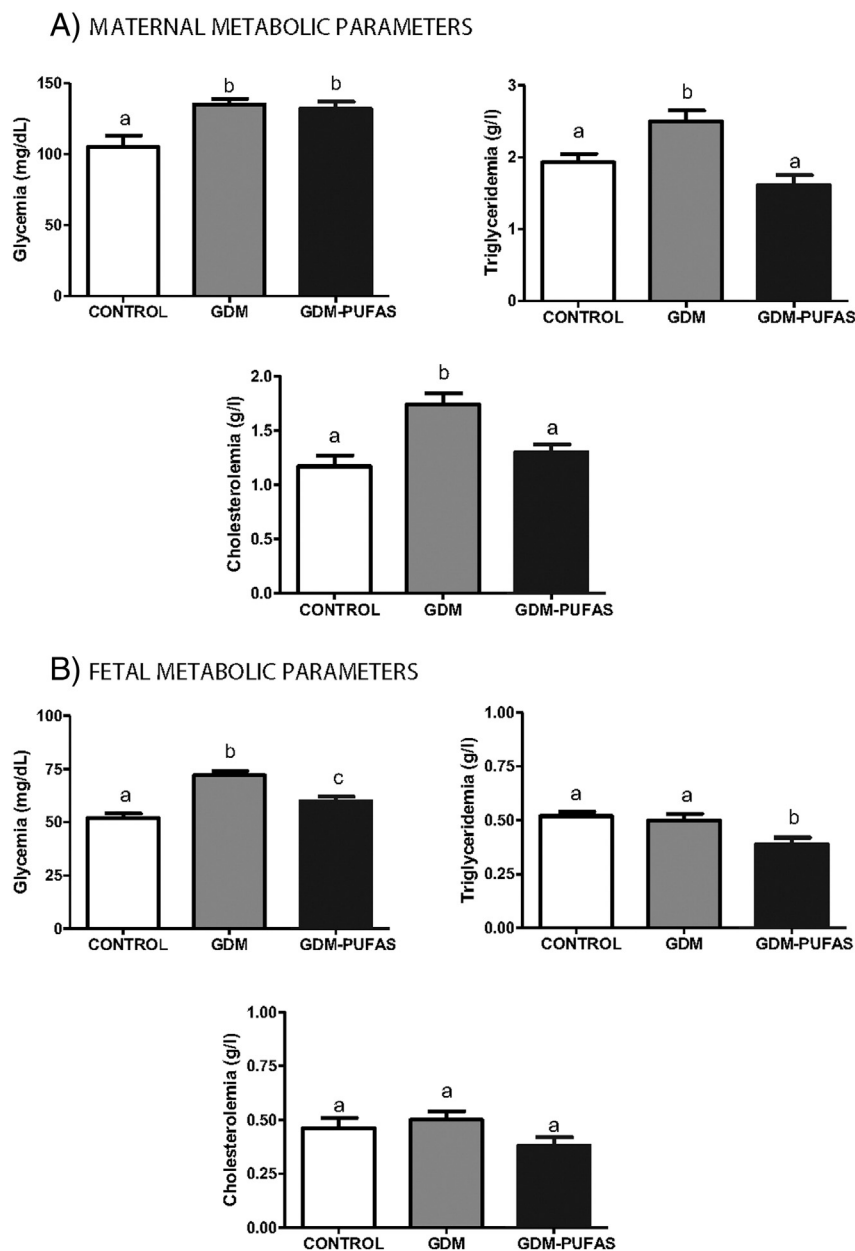 A) MATERNAL METABOLIC PARAMETERS
Glycemia (mg/dL)
150
100
50
0
a
b
b
CONTROL GDM GDM-PUFAS
Triglyceridemia (g/l)
3
2
1
0
a
b
a
CONTROL GDM GDM-PUFAS
Cholesterolemia (g/l)
2.0
1.5
1.0
0.5
0.0
a
b
a
CONTROL GDM GDM-PUFAS
B) FETAL METABOLIC PARAMETERS
Glycemia (mg/dL)
100
75
50
25
0
a
b
c
CONTROL GDM GDM-PUFAS
Triglyceridemia (g/l)
1.00
0.75
0.50
0.25
0.00
a
a
b
CONTROL GDM GDM-PUFAS
Cholesterolemia (g/l)
1.00
0.75
0.50
0.25
0.00
a
a
a
CONTROL GDM GDM-PUFAS